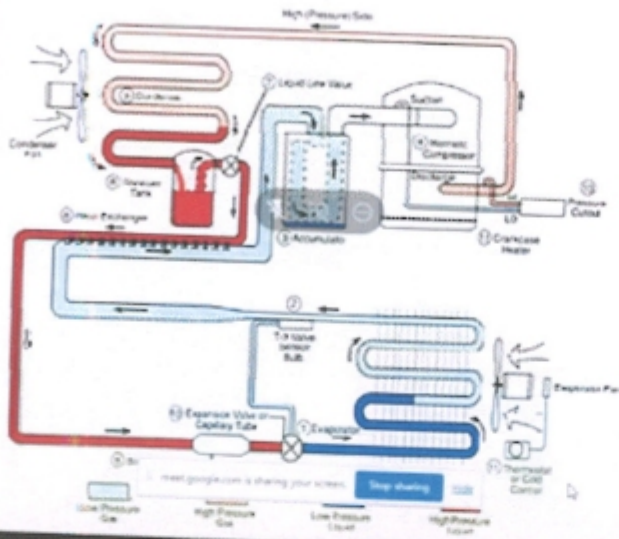 High (Pressure) Side
Liquid Line Valve
Suction
Condenser
Fan
Hermetic
Compressor
Discharge
Receiver
Tank
HI
LO
Pressure
Cutout
Heat Exchanger
Accumulato
Crankcase
Heater
T-X Valve
Sensor
Bulb
Evaporator Fan
Expansion Valve or
Capillary Tube
Evaporator
meet.google.com is sharing your screen.
Stop sharing
Hide
Thermostat
or Cold
Control
Low Pressure
Gas
High Pressure
Gas
Low Pressure
Liquid
High Pressure
Liquid